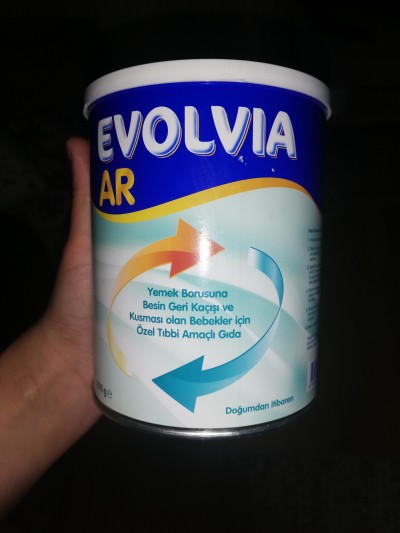 EVOLVIA
AR
Yemek Borusuna
Besin Geri Kaçışı ve
Kusması olan Bebekler için
Özel Tıbbi Amaçlı Gıda
Doğumdan itibaren